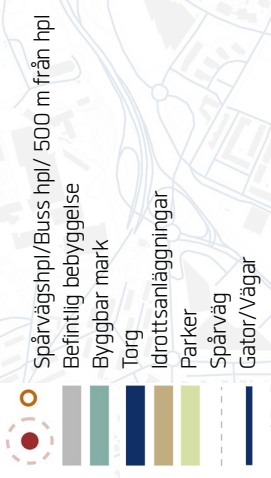 Spårvägshpl/Buss hpl/ 500 m från hpl
Befintlig bebyggelse
Byggbar mark
Torg
Idrottsanläggningar
Parker
Spårväg
Gator/Vägar